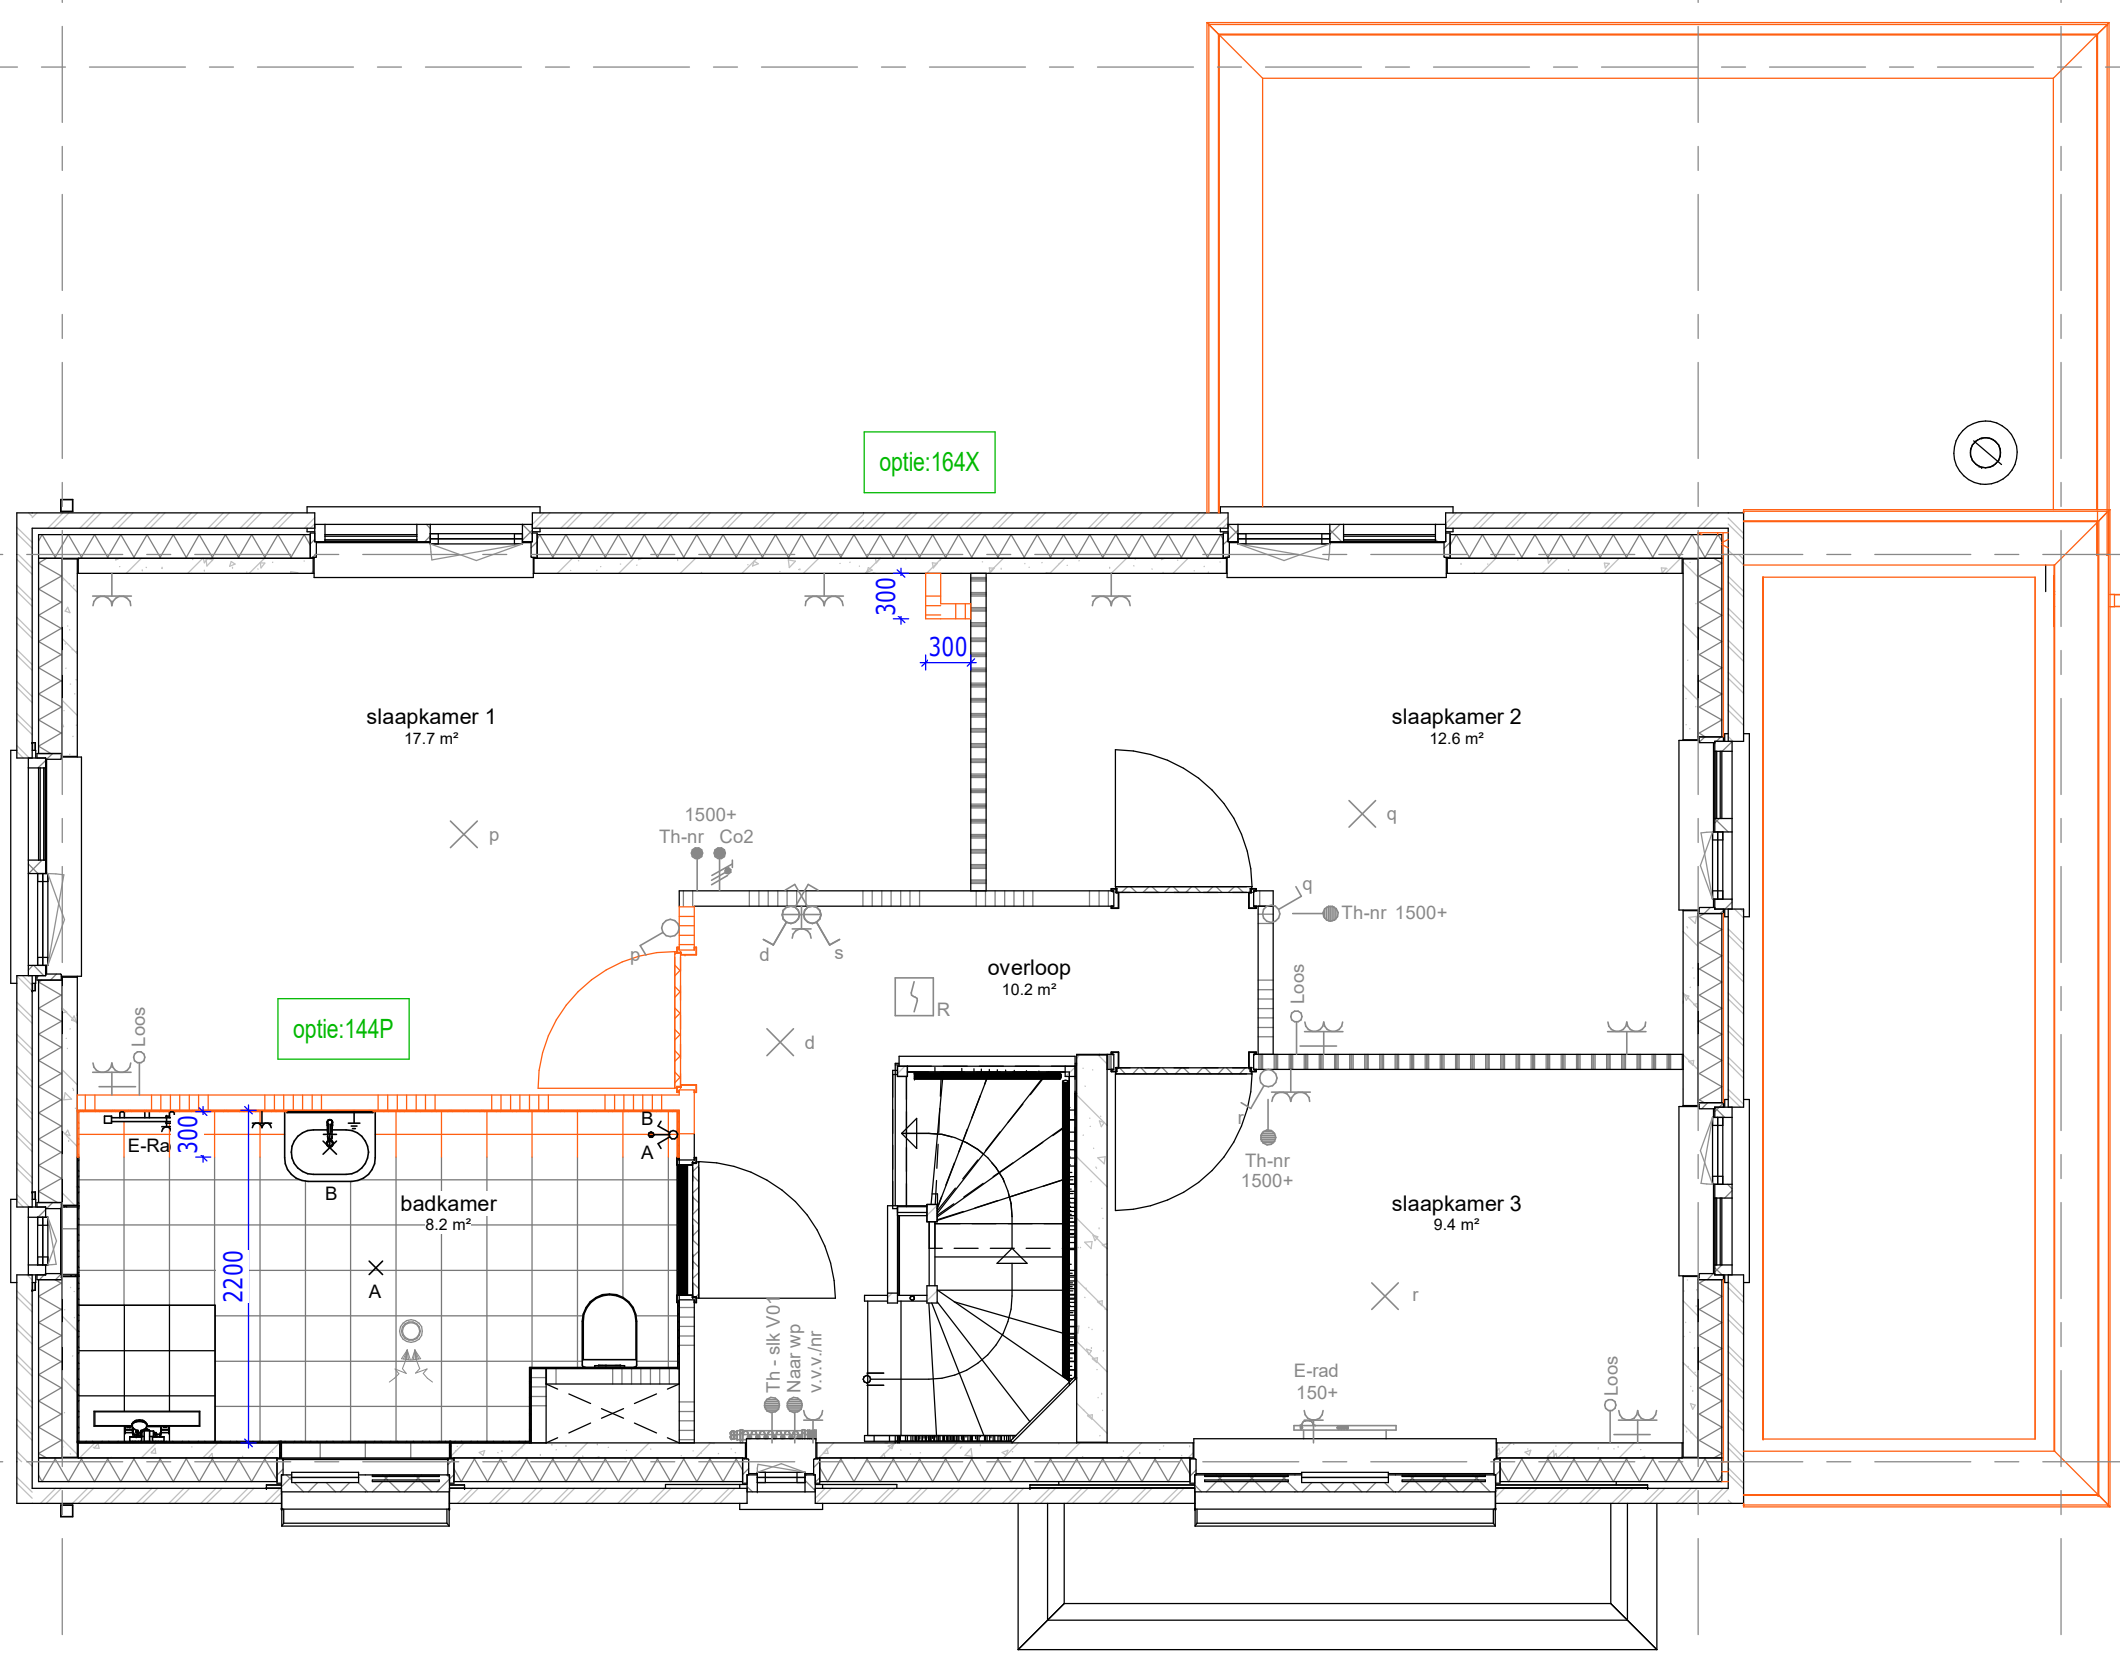 optie:164X
300
300
slaapkamer 1
17.7 m²
slaapkamer 2
12.6 m²
p
q
1500+
Th-nr Co2
q
Th-nr 1500+
p
d
s
overloop
10.2 m²
R
d
Loos
optie:144P
Loos
E-Ra
300
B
A
B
badkamer
8.2 m²
2200
A
r
Th-nr
1500+
slaapkamer 3
9.4 m²
r
Th - slk V01
Naar wp
v.v.v./nr
E-rad
150+
Loos